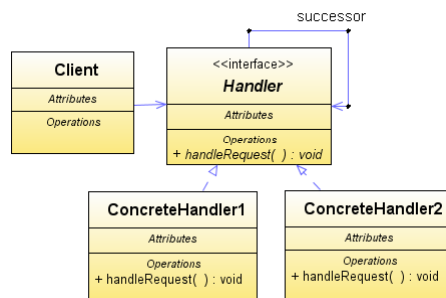 successor
Client
Attributes
Operations
<<interface>>
Handler
Attributes
Operations
+ handleRequest( ) : void
ConcreteHandler1
Attributes
Operations
+ handleRequest( ) : void
ConcreteHandler2
Attributes
Operations
+ handleRequest( ) : void